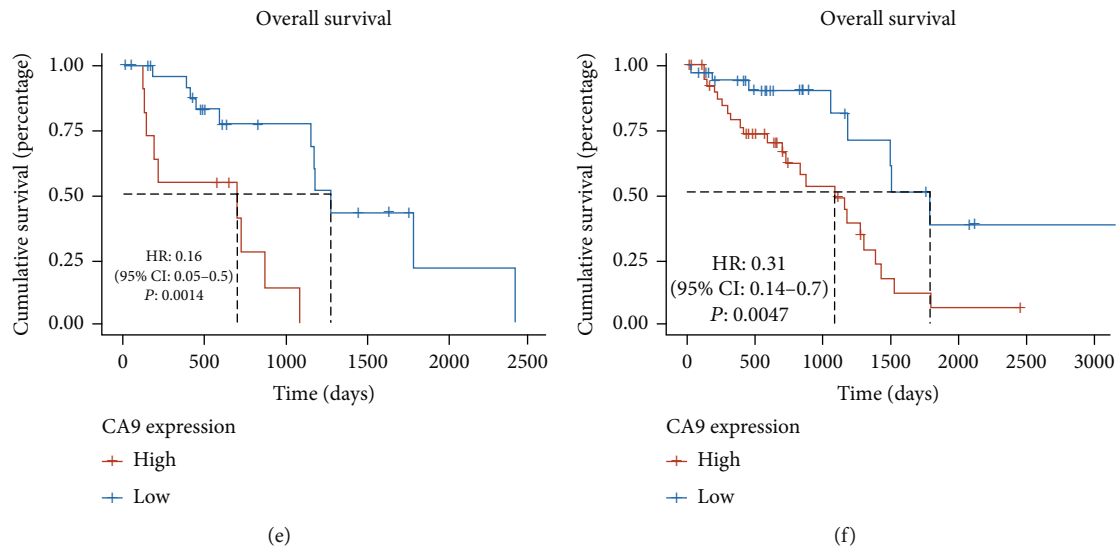 Overall survival
Cumulative survival (percentage)
1.00
0.75
0.50
0.25
0.00
HR: 0.16
(95% CI: 0.05–0.5)
P: 0.0014
0 500 1000 1500 2000 2500
Time (days)
CA9 expression
High
Low
(e)
Overall survival
Cumulative survival (percentage)
1.00
0.75
0.50
0.25
0.00
HR: 0.31
(95% CI: 0.14–0.7)
P: 0.0047
0 500 1000 1500 2000 2500 3000
Time (days)
CA9 expression
High
Low
(f)